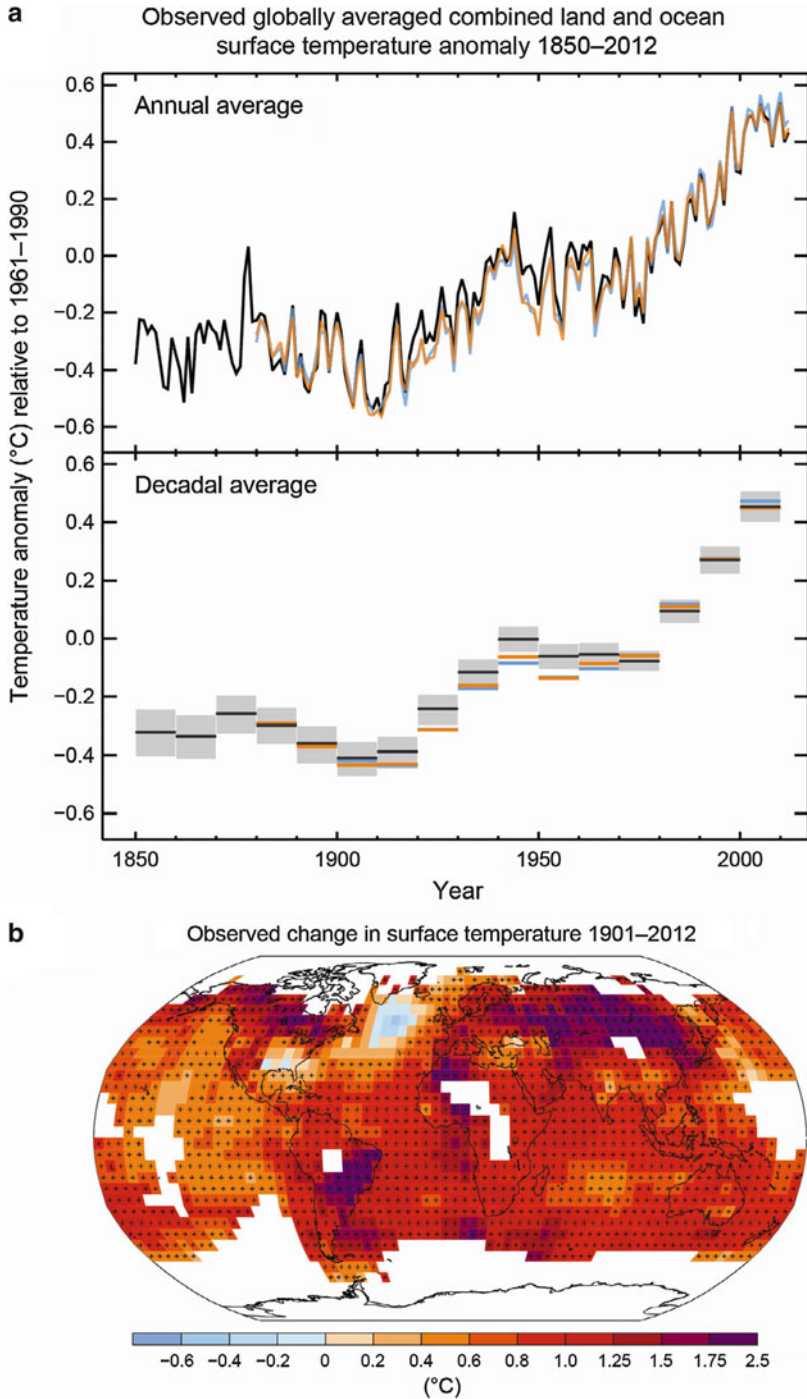 a
Observed globally averaged combined land and ocean
surface temperature anomaly 1850–2012
Temperature anomaly (°C) relative to 1961–1990
Annual average
0.6
0.4
0.2
0.0
−0.2
−0.4
−0.6
Decadal average
0.6
0.4
0.2
0.0
−0.2
−0.4
−0.6
1850 1900 1950 2000
Year
b
Observed change in surface temperature 1901–2012
−0.6 −0.4 −0.2 0 0.2 0.4 0.6 0.8 1.0 1.25 1.5 1.75 2.5
(°C)